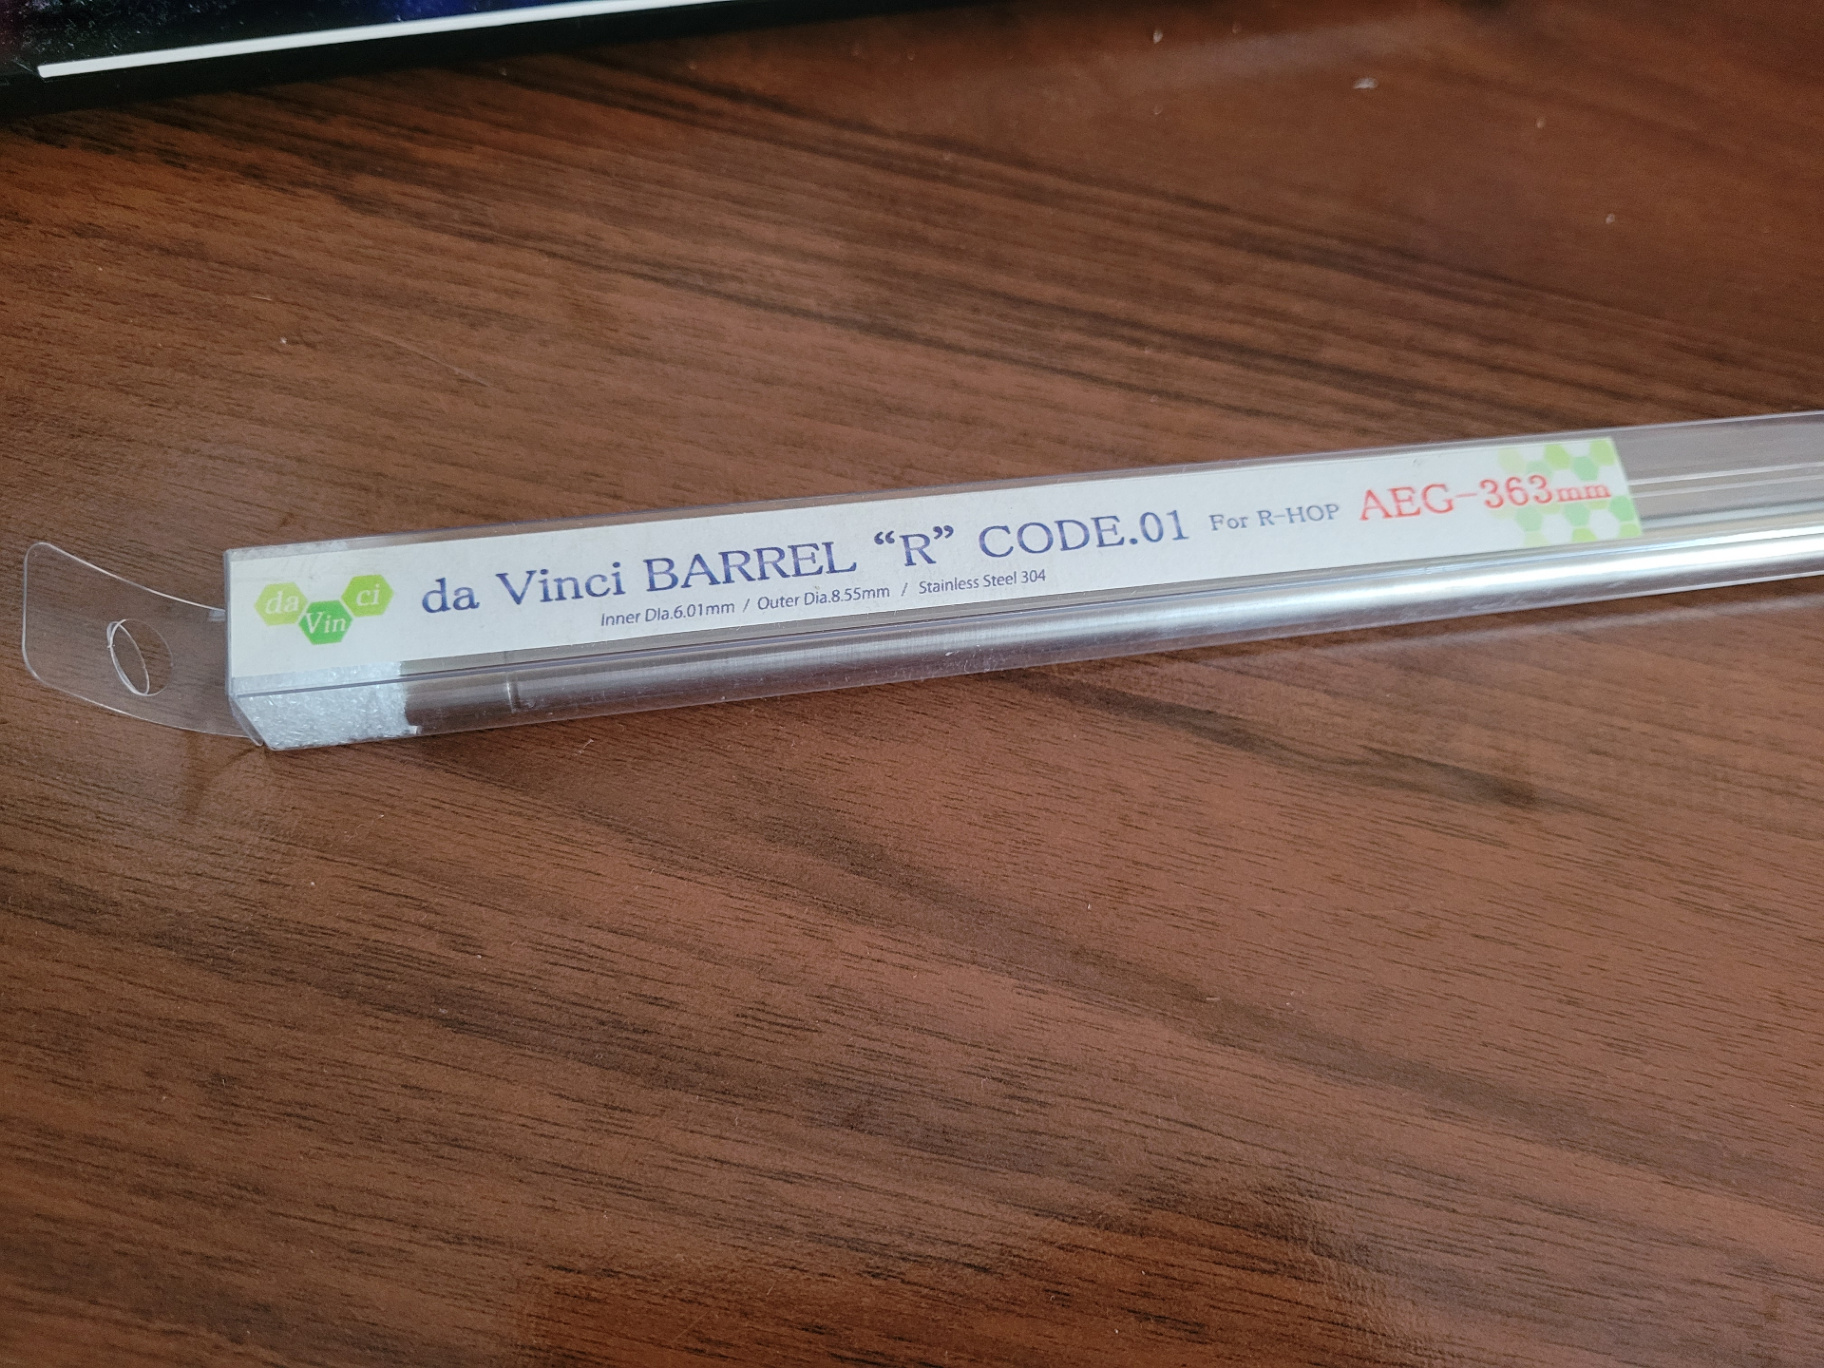 da Vin ci
da Vinci BARREL “R” CODE.01 For R-HOP AEG-363mm
Inner Dia.6.01mm / Outer Dia.8.55mm / Stainless Steel 304